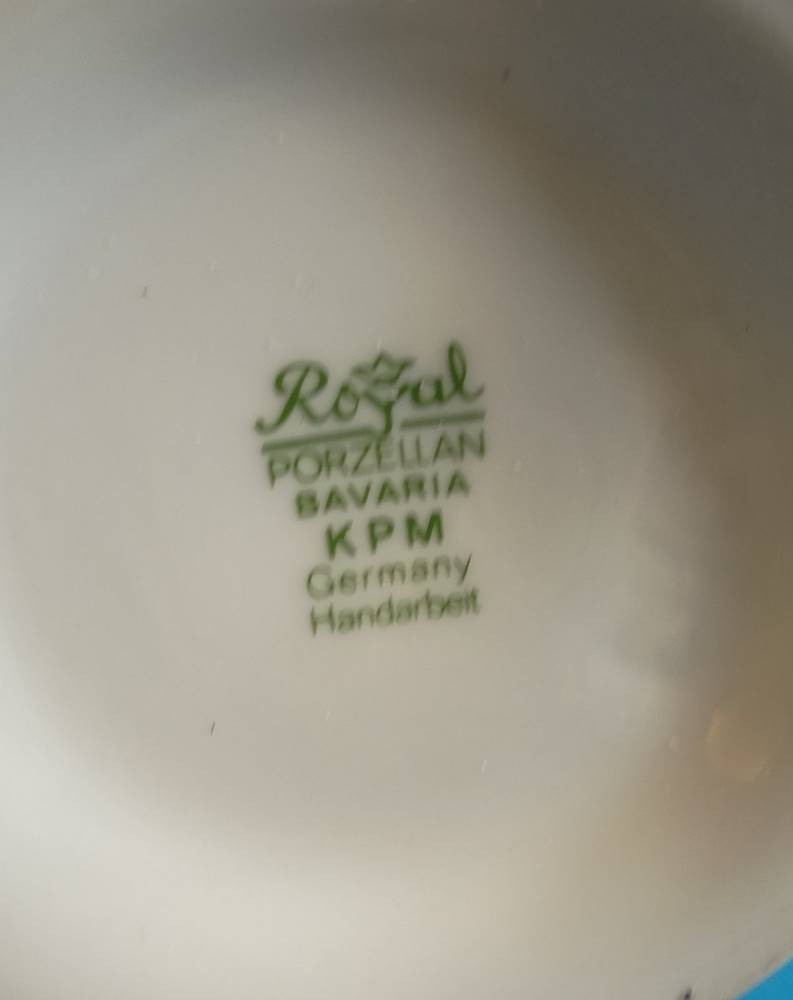 Royal
PORZELLAN
BAVARIA
KPM
Germany
Handarbeit